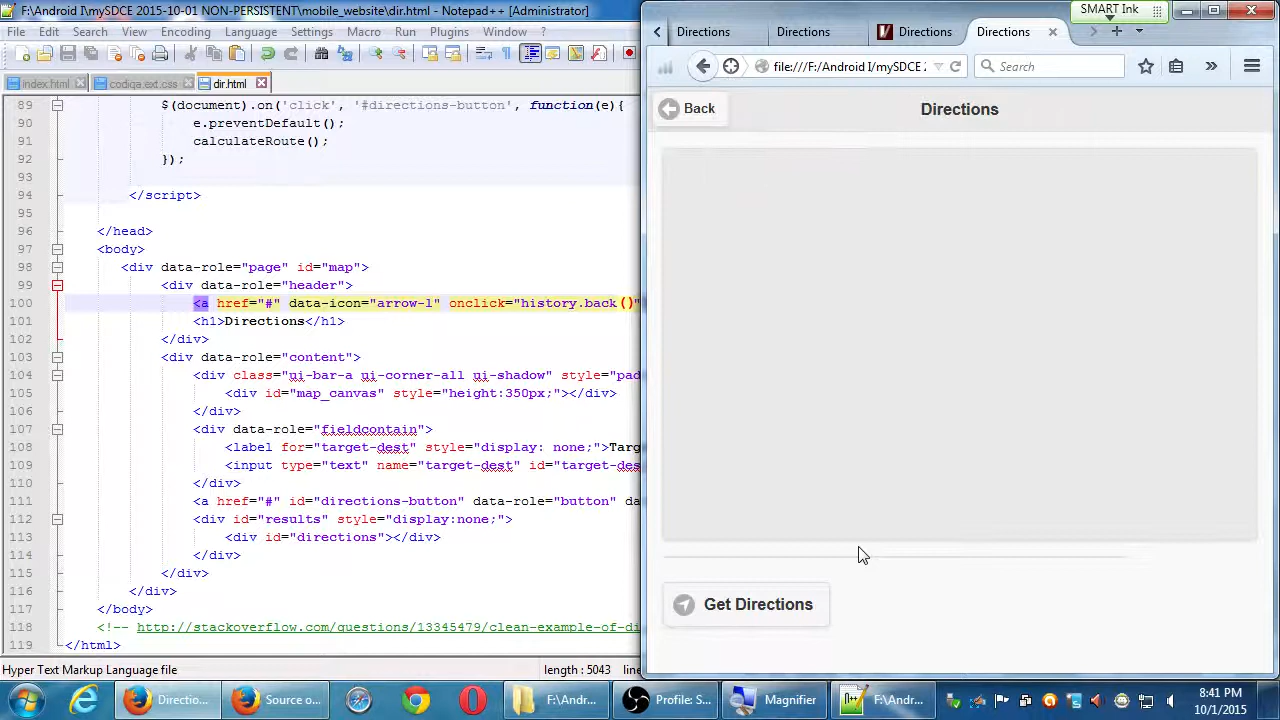 F:\Android I\mySDCE 2015-10-01 NON-PERSISTENT\mobile_website\dir.html - Notepad++ [Administrator]
File Edit Search View Encoding Language Settings Macro Run Plugins Window ?
index.html codiqa.ext.css dir.html
89 $(document).on('click', '#directions-button', function(e){
90 e.preventDefault();
91 calculateRoute();
92 });
93
94 </script>
95
96 </head>
97 <body>
98 <div data-role="page" id="map">
99 <div data-role="header">
100 <a href="#" data-icon="arrow-l" onclick="history.back()"
101 <h1>Directions</h1>
102 </div>
103 <div data-role="content">
104 <div class="ui-bar-a ui-corner-all ui-shadow" style="pad
105 <div id="map_canvas" style="height:350px;"></div>
106 </div>
107 <div data-role="fieldcontain">
108 <label for="target-dest" style="display: none;">Targ
109 <input type="text" name="target-dest" id="target-des
110 </div>
111 <a href="#" id="directions-button" data-role="button" da
112 <div id="results" style="display:none;">
113 <div id="directions"></div>
114 </div>
115 </div>
116 </div>
117 </body>
118 <!-- http://stackoverflow.com/questions/13345479/clean-example-of-di
119 </html>
Hyper Text Markup Language file length : 5043 line
SMART Ink
Directions Directions Directions Directions
file:///F:/Android I/mySDCE 2 Search
Back Directions
Get Directions
Directio... Source o... F:\Andr... Profile: S... Magnifier F:\Andr...
8:41 PM
10/1/2015